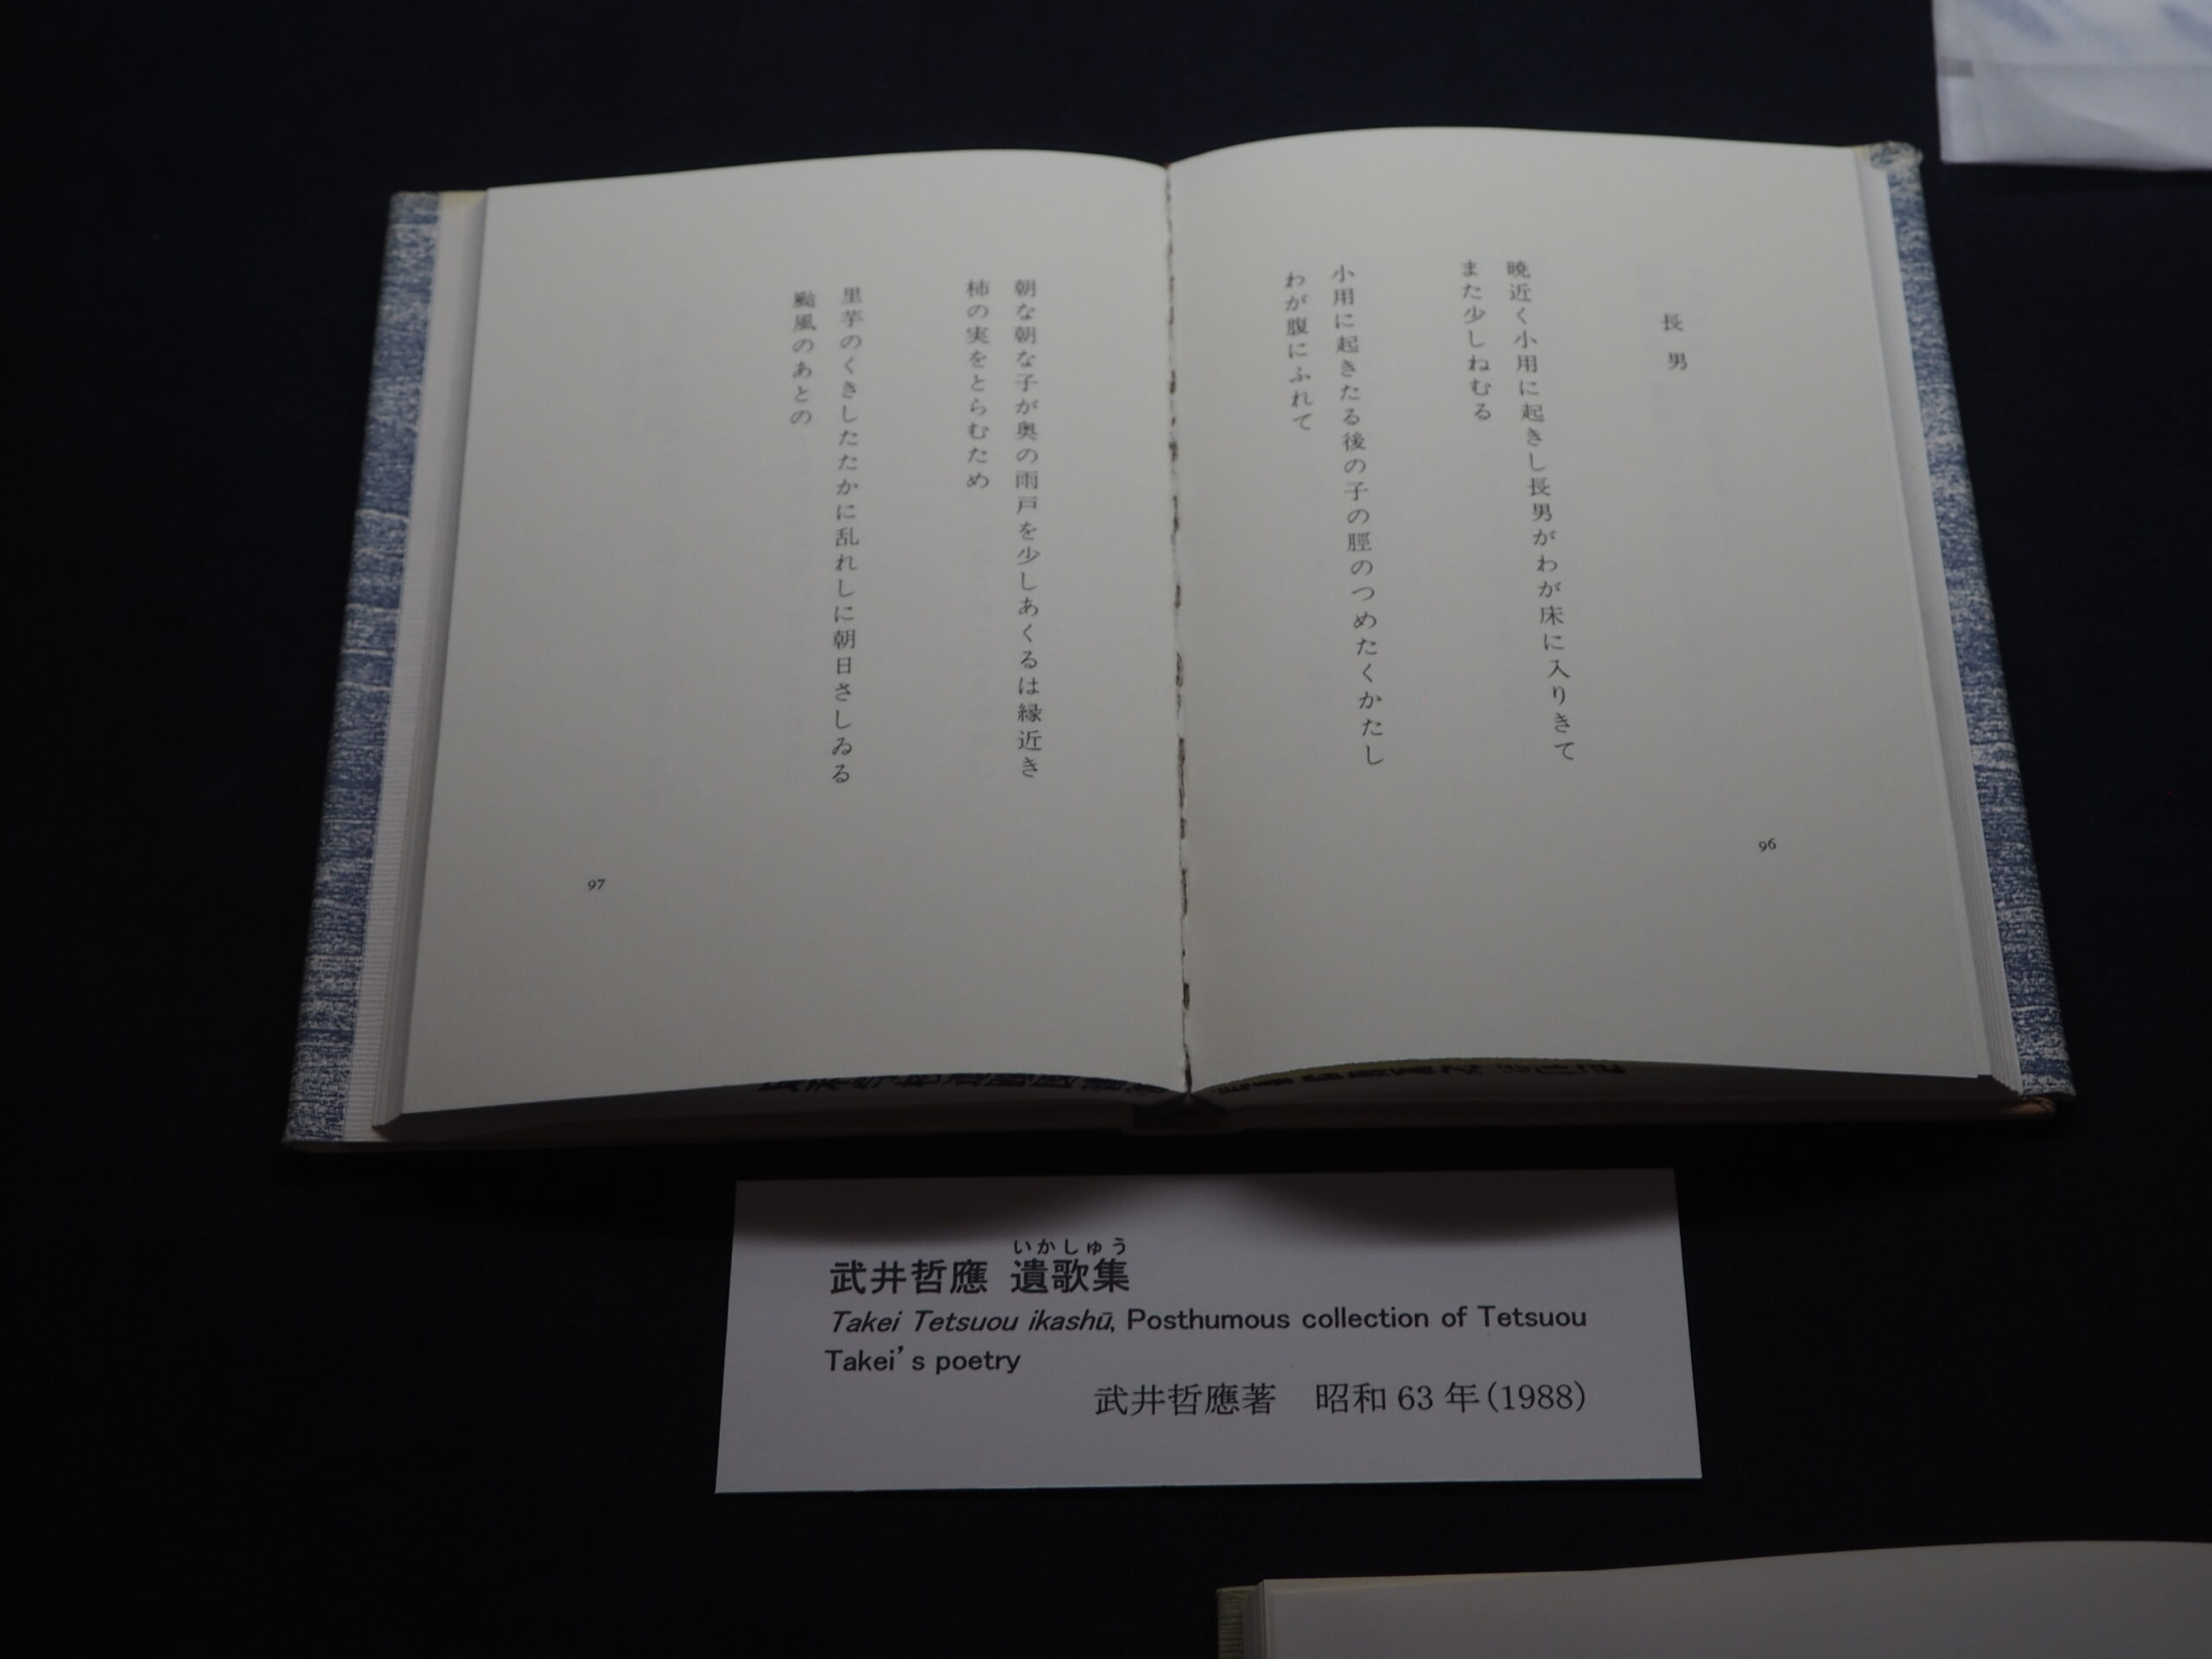 長男
暁近く小用に起きし長男がわが床に入りきて
また少しねむる
小用に起きたる後の子の脛のつめたくかたし
わが腹にふれて
96
朝な朝な子が奥の雨戸を少しあくるは縁近き
柿の実をとらむため
里芋のくきしたたかに乱れしに朝日さしゐる
颱風のあとの
97
いかしゅう
武井哲應 遺歌集
Takei Tetsuou ikashū, Posthumous collection of Tetsuou
Takei's poetry
武井哲應著 昭和63年(1988)